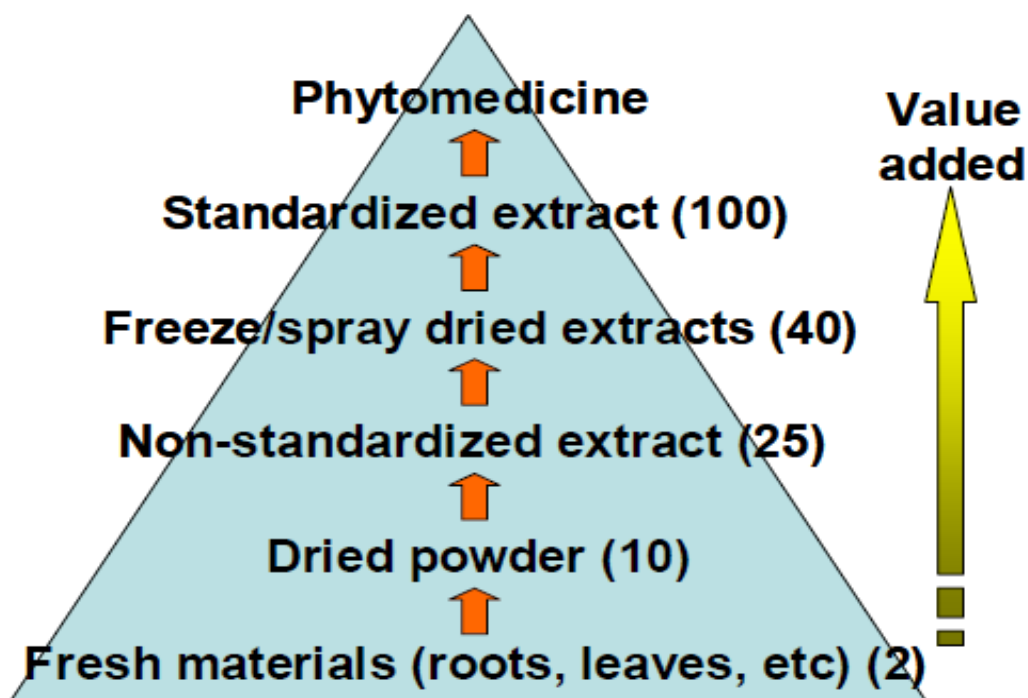 Phytomedicine
Value
added
Standardized extract (100)
Freeze/spray dried extracts (40)
Non-standardized extract (25)
Dried powder (10)
Fresh materials (roots, leaves, etc) (2)